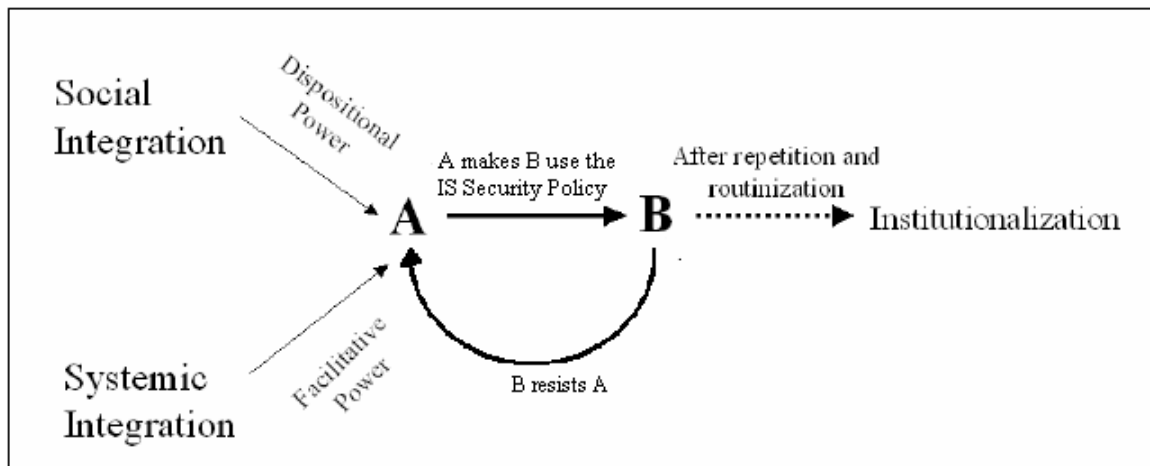 Social
Integration
Dispositional
Power
A makes B use the
IS Security Policy
After repetition and
routinization
A
B
Institutionalization
B resists A
Systemic
Integration
Facilitative
Power